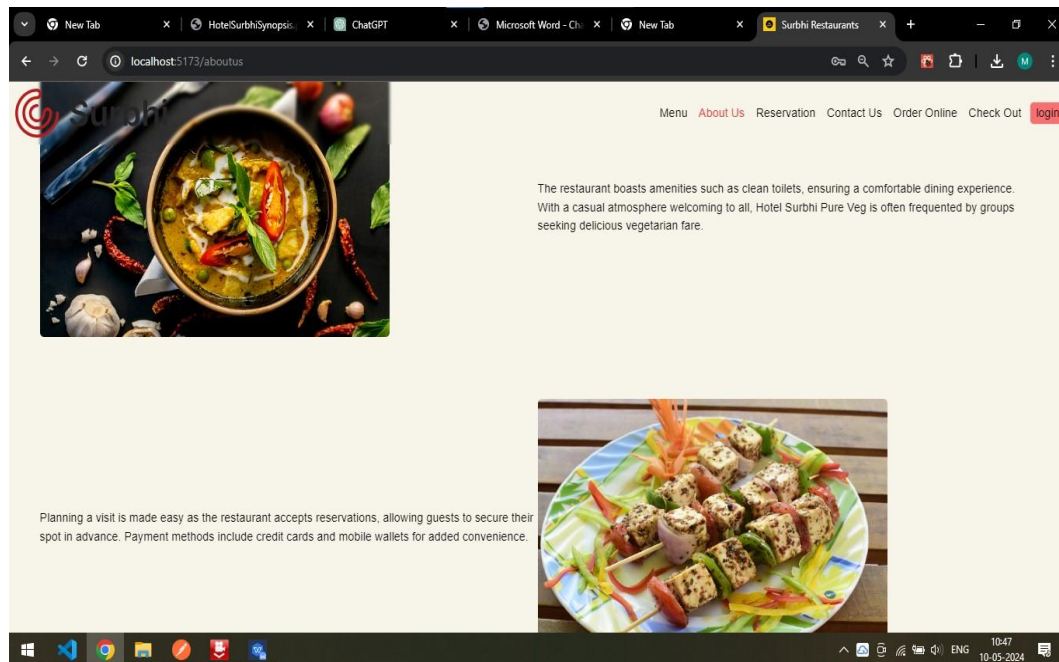 New Tab
HotelSurbhiSynopsis.
ChatGPT
Microsoft Word - Cha
New Tab
Surbhi Restaurants
localhost:5173/aboutus
M
Surbhi
Menu About Us Reservation Contact Us Order Online Check Out login
The restaurant boasts amenities such as clean toilets, ensuring a comfortable dining experience.
With a casual atmosphere welcoming to all, Hotel Surbhi Pure Veg is often frequented by groups
seeking delicious vegetarian fare.
Planning a visit is made easy as the restaurant accepts reservations, allowing guests to secure their
spot in advance. Payment methods include credit cards and mobile wallets for added convenience.
ENG
10:47
10-05-2024